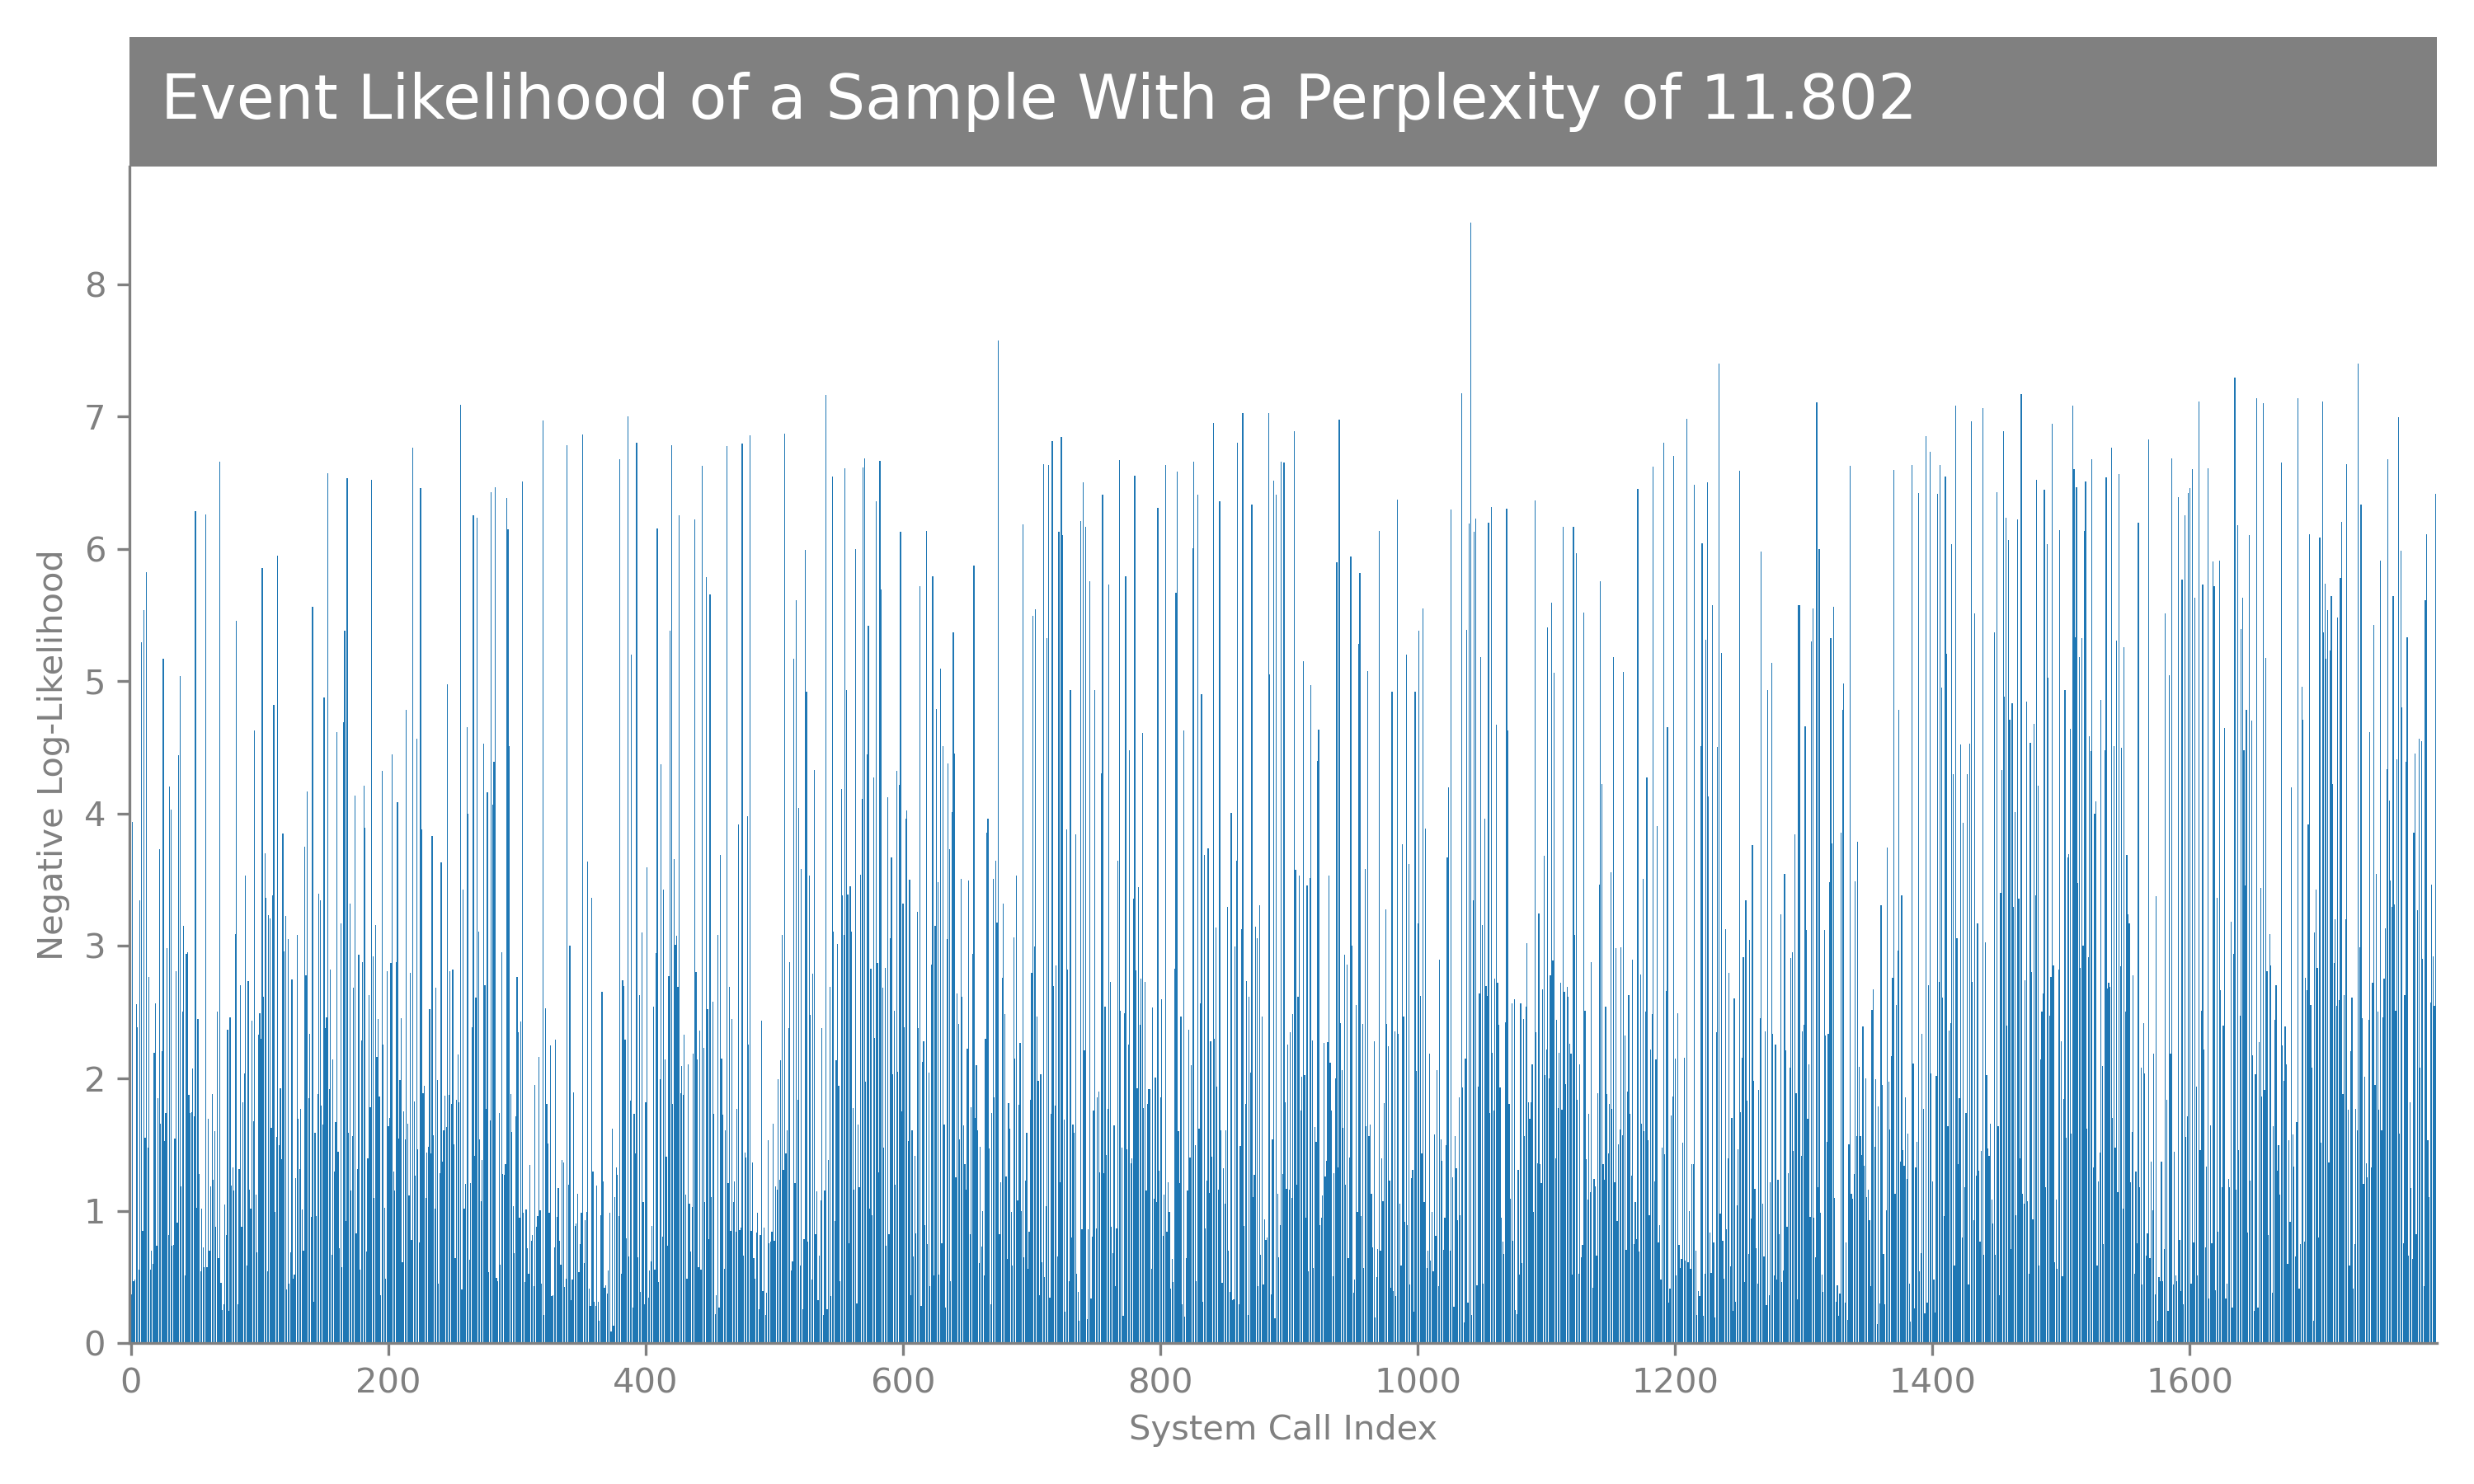 Event Likelihood of a Sample With a Perplexity of 11.802
8
7
6
5
4
3
2
1
0
Negative Log-Likelihood
0 200 400 600 800 1000 1200 1400 1600
System Call Index